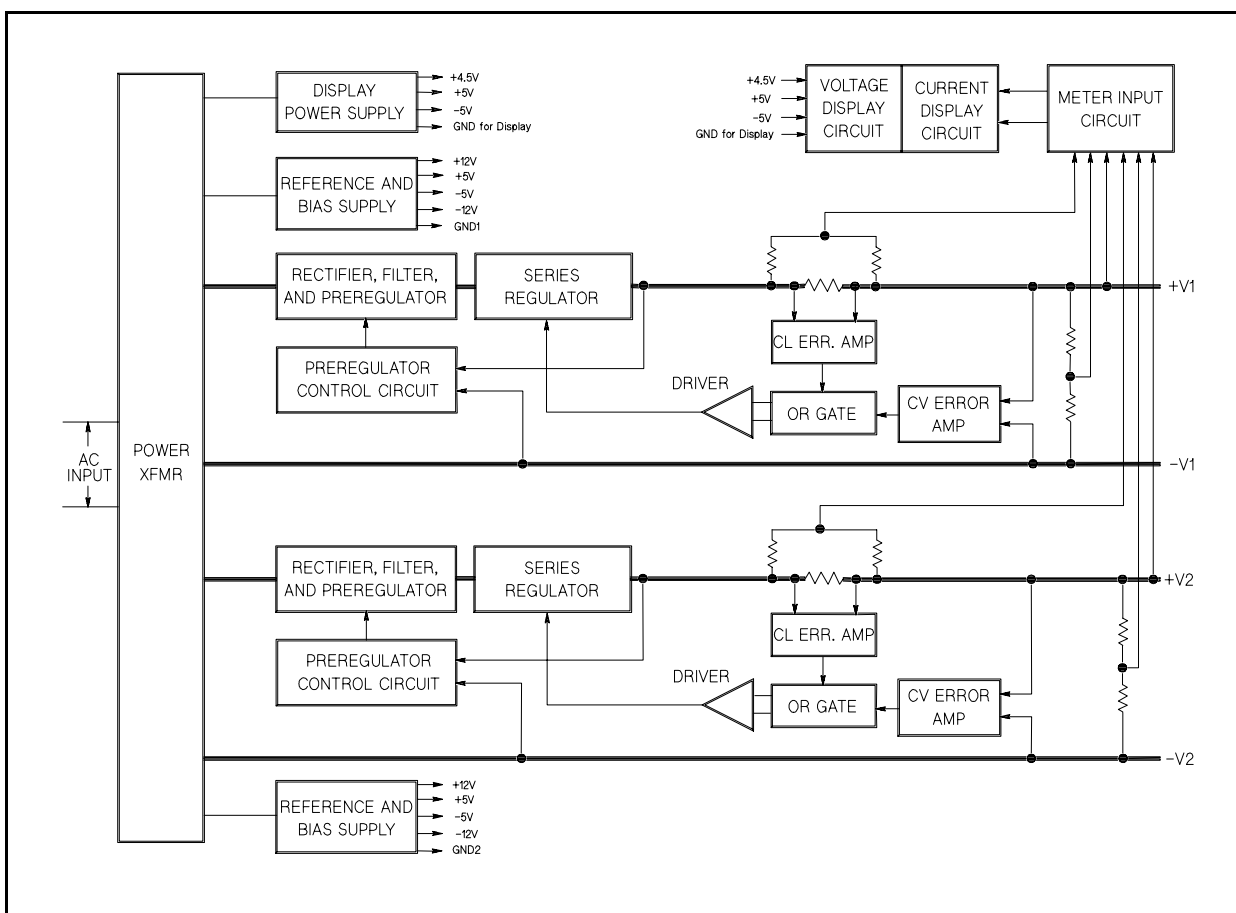 DISPLAY
POWER SUPPLY
+4.5V
+5V
-5V
GND for Display
+4.5V
+5V
-5V
GND for Display
VOLTAGE
DISPLAY
CIRCUIT
CURRENT
DISPLAY
CIRCUIT
METER INPUT
CIRCUIT
REFERENCE AND
BIAS SUPPLY
+12V
+5V
-5V
-12V
GND1
RECTIFIER, FILTER,
AND PREREGULATOR
SERIES
REGULATOR
+V1
CL ERR. AMP
PREREGULATOR
CONTROL CIRCUIT
DRIVER
OR GATE
CV ERROR
AMP
AC
INPUT
POWER
XFMR
-V1
RECTIFIER, FILTER,
AND PREREGULATOR
SERIES
REGULATOR
+V2
CL ERR. AMP
PREREGULATOR
CONTROL CIRCUIT
DRIVER
OR GATE
CV ERROR
AMP
-V2
REFERENCE AND
BIAS SUPPLY
+12V
+5V
-5V
-12V
GND2